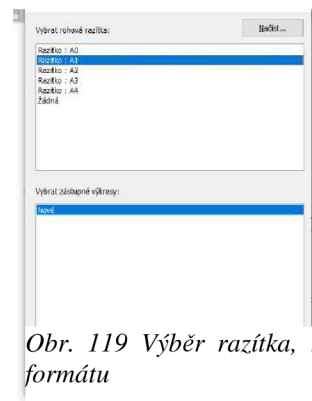 Vybrat rohová razítka:
Načíst...
Razítko : A0
Razítko : A1
Razítko : A2
Razítko : A3
Razítko : A4
Žádná
Vybrat zástupné výkresy:
Nové
Obr. 119 Výběr razítka,
formátu